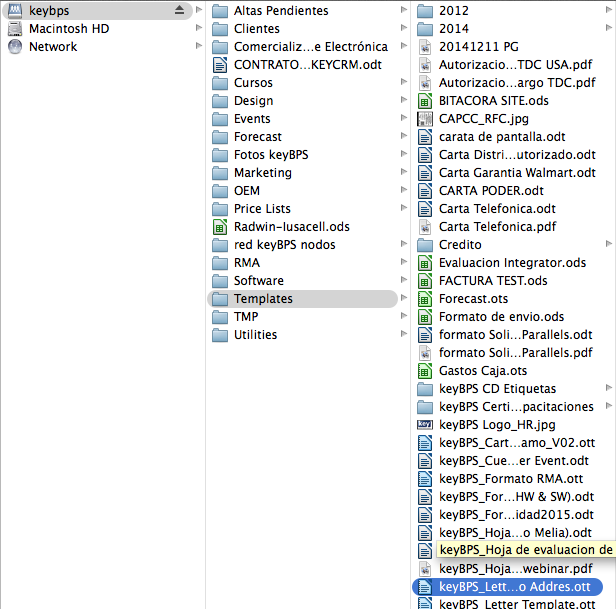 keybps
Macintosh HD
Network
Altas Pendientes
Clientes
Comercializ...e Electrónica
CONTRATO...KEYCRM.odt
Cursos
Design
Events
Forecast
Fotos keyBPS
Marketing
OEM
Price Lists
Radwin-Iusacell.ods
red keyBPS nodos
RMA
Software
Templates
TMP
Utilities
2012
2014
20141211 PG
Autorizacio...TDC USA.pdf
Autorizacio...argo TDC.pdf
BITACORA SITE.ods
CAPCC_RFC.jpg
carata de pantalla.odt
Carta Distri...utorizado.odt
Carta Garantia Walmart.odt
CARTA PODER.odt
Carta Telefonica.odt
Carta Telefonica.pdf
Credito
Evaluacion Integrator.ods
FACTURA TEST.ods
Forecast.ots
Formato de envio.ods
formato Soli...Parallels.odt
formato Soli...Parallels.pdf
Gastos Caja.ots
keyBPS CD Etiquetas
keyBPS Certi...pacitaciones
keyBPS Logo_HR.jpg
keyBPS_Cart...amo_V02.ott
keyBPS_Cue...er Event.odt
keyBPS_Formato RMA.ott
keyBPS_For...HW & SW).odt
keyBPS_For...idad2015.odt
keyBPS_Hoja...o Melia).odt
keyBPS_Hoja de evaluacion de
keyBPS_Hoja...webinar.pdf
keyBPS_Lett...o Addres.ott
keyBPS_Letter Template.ott